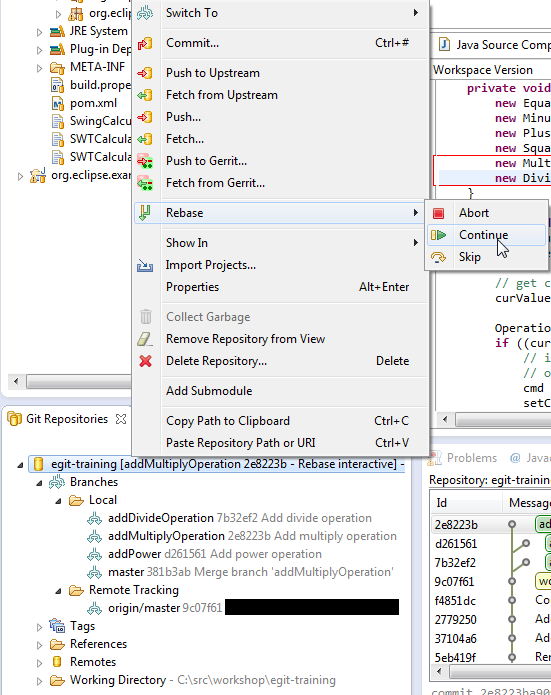 org.eclip
JRE System
Plug-in Dep
META-INF
build.prope
pom.xml
SwingCalcu
SWTCalcula
SWTCalcula
org.eclipse.exar
Switch To
Commit... Ctrl+#
Push to Upstream
Fetch from Upstream
Push...
Fetch...
Push to Gerrit...
Fetch from Gerrit...
Rebase
Show In
Import Projects...
Properties Alt+Enter
Collect Garbage
Remove Repository from View
Delete Repository... Delete
Add Submodule
Copy Path to Clipboard Ctrl+C
Paste Repository Path or URI Ctrl+V
Abort
Continue
Skip
Java Source Comp
Workspace Version
private void
new Equa
new Minu
new Plus
new Squa
new Mult
new Divi
}
// get c
curValue
Operatio
if ((cur
// i
// o
cmd
setC
Git Repositories
egit-training [addMultiplyOperation 2e8223b - Rebase interactive] -
Branches
Local
addDivideOperation 7b32ef2 Add divide operation
addMultiplyOperation 2e8223b Add multiply operation
addPower d261561 Add power operation
master 381b3ab Merge branch 'addMultiplyOperation'
Remote Tracking
origin/master 9c07f61
Tags
References
Remotes
Working Directory - C:\src\workshop\egit-training
Problems @ Javac
Repository: egit-training
Id Message
2e8223b ad
d261561 a
7b32ef2 a
9c07f61 wo
f4851dc Co
2779250 Add
37104a6 Add
5eb419f Ren
commit 2e8223ba90